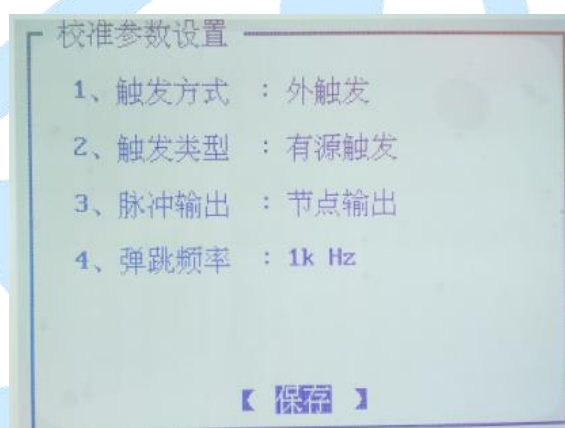 校准参数设置
1、触发方式 : 外触发
2、触发类型 : 有源触发
3、脉冲输出 : 节点输出
4、弹跳频率 : 1k Hz
【 保存 】